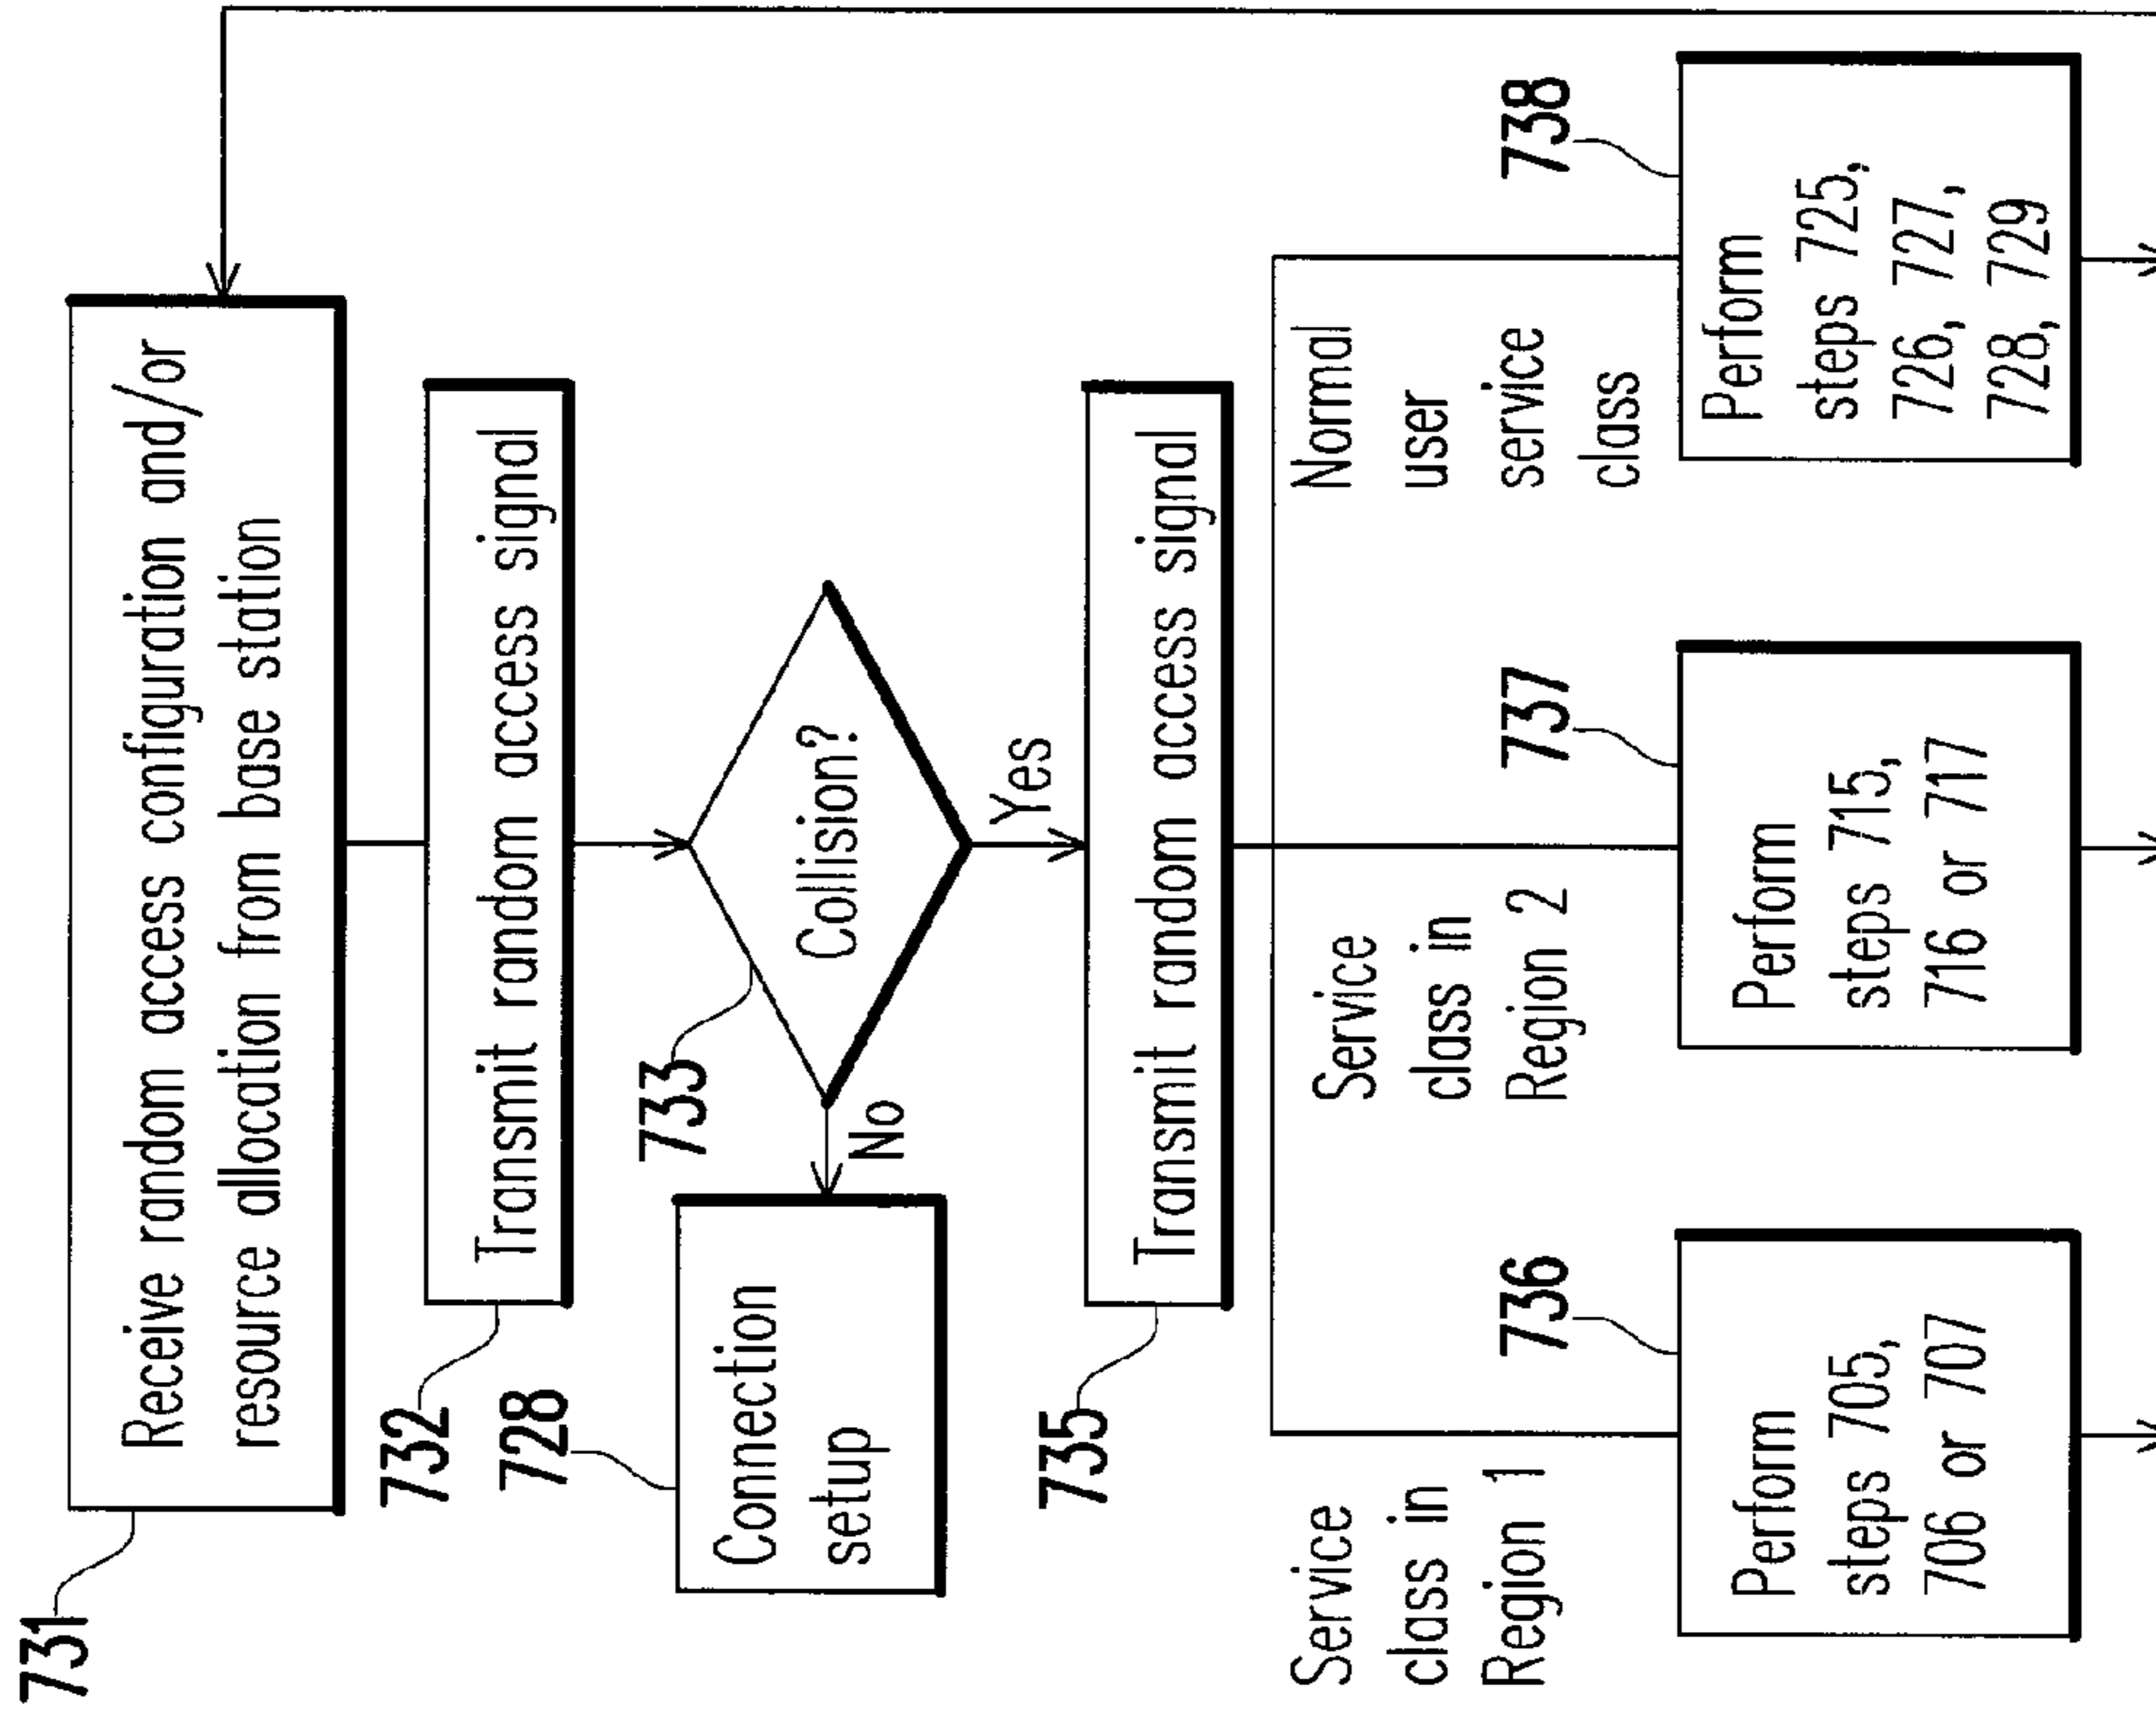 731
Receive random access configuration and/or
resource allocation from base station
732
Transmit random access signal
733
Collision?
No
Yes
728
Connection
setup
735
Transmit random access signal
Service
class in
Region 1
Service
class in
Region 2
Normal
user
service
class
736
Perform
steps 705,
706 or 707
737
Perform
steps 715,
716 or 717
738
Perform
steps 725,
726, 727,
728, 729